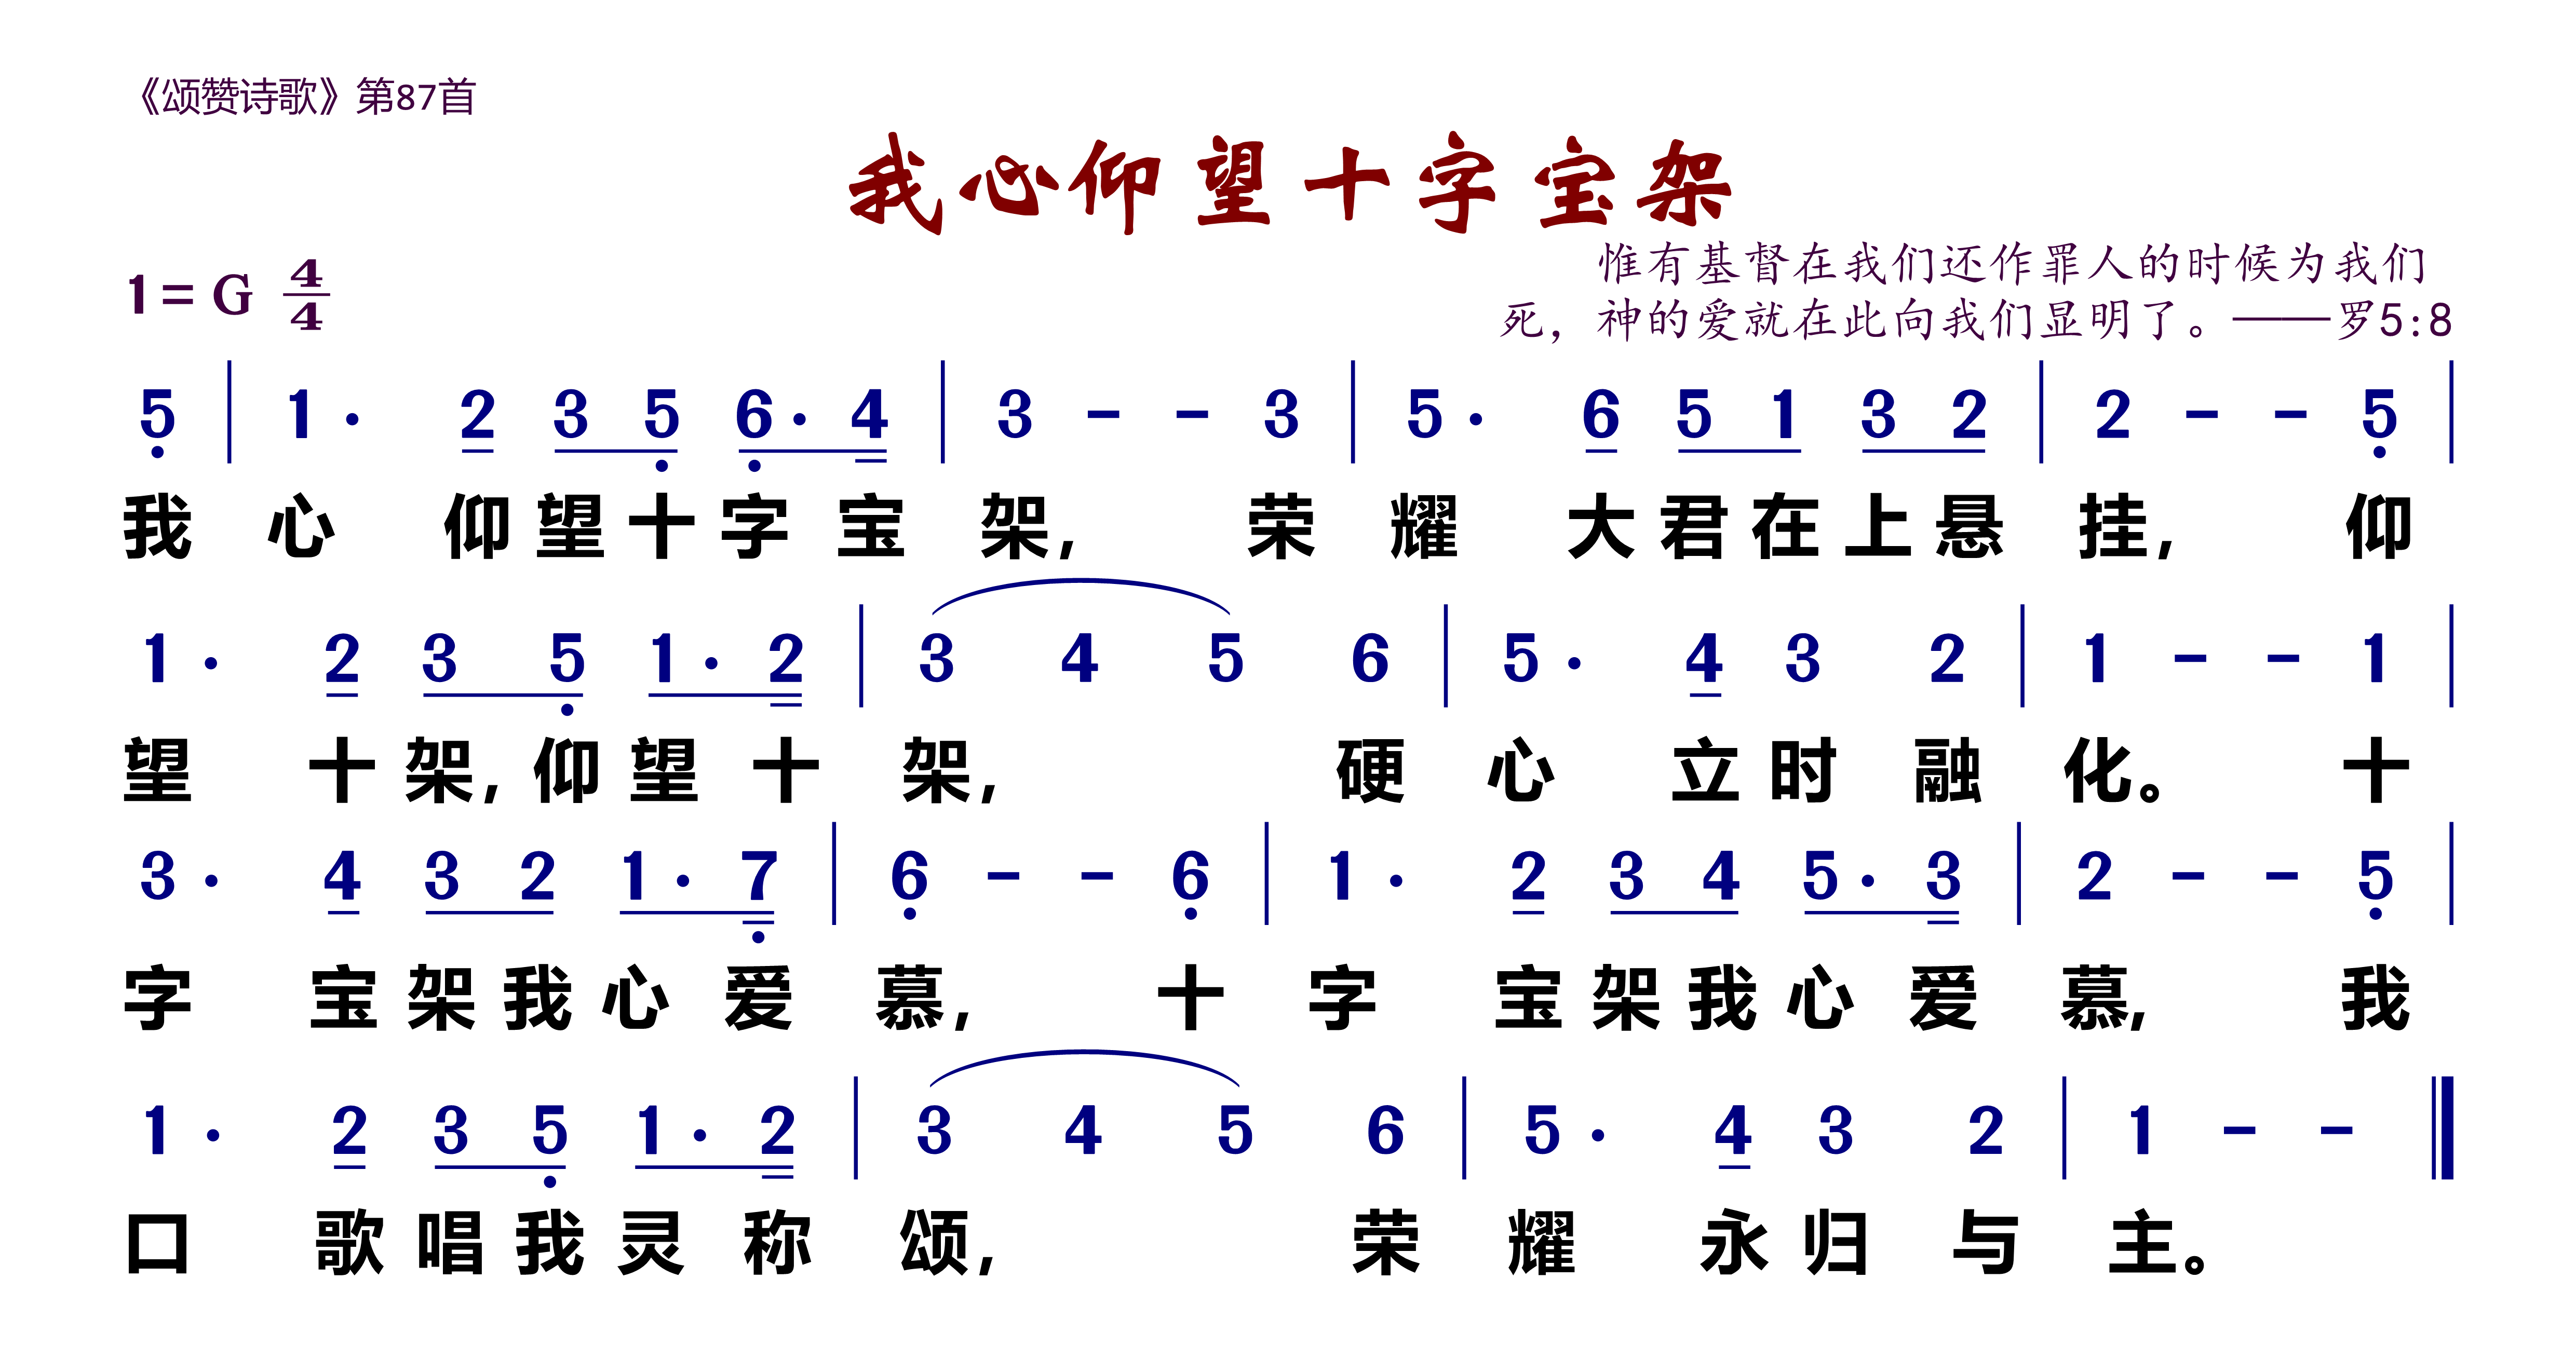 《颂赞诗歌》第87首
我心仰望十字宝架
1= G 4/4
惟有基督在我们还作罪人的时候为我们
死，神的爱就在此向我们显明了。——罗5:8
5 | 1 · 2 3 5 6 · 4 | 3 - - 3 | 5 · 6 5 1 3 2 | 2 - - 5 |
我 心 仰 望 十 字 宝 架, 荣 耀 大 君 在 上 悬 挂, 仰
1 · 2 3 5 1 · 2 | 3 4 5 6 | 5 · 4 3 2 | 1 - - 1 |
望 十 架, 仰 望 十 架, 硬 心 立 时 融 化。 十
3 · 4 3 2 1 · 7 | 6 - - 6 | 1 · 2 3 4 5 · 3 | 2 - - 5 |
字 宝 架 我 心 爱 慕, 十 字 宝 架 我 心 爱 慕, 我
1 · 2 3 5 1 · 2 | 3 4 5 6 | 5 · 4 3 2 | 1 - - ‖
口 歌 唱 我 灵 称 颂, 荣 耀 永 归 与 主。